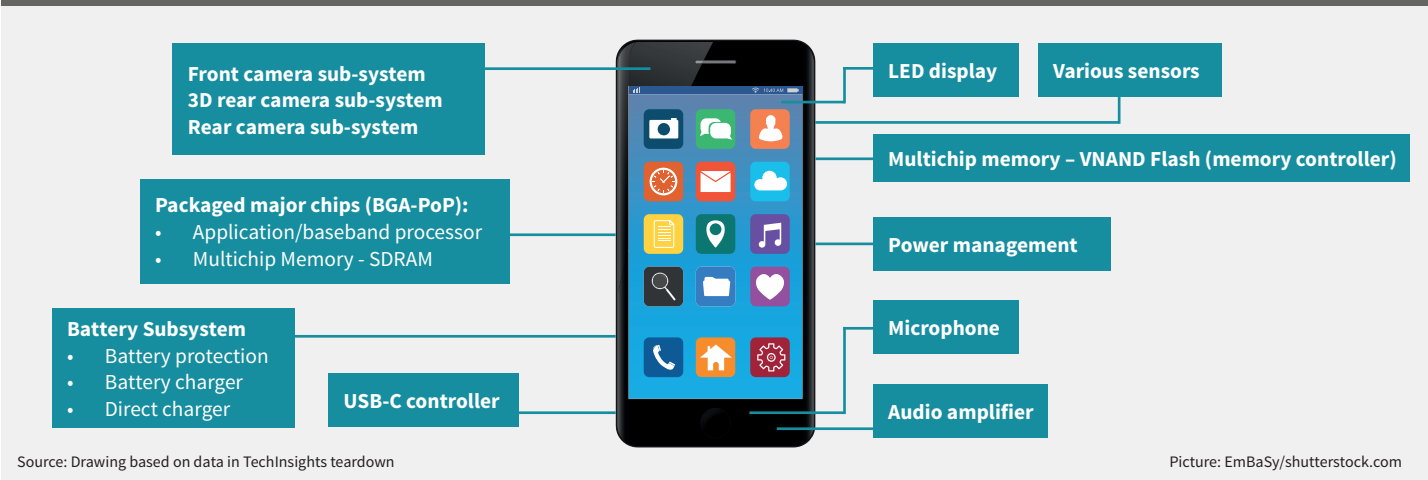 Front camera sub-system
3D rear camera sub-system
Rear camera sub-system
Packaged major chips (BGA-PoP):
• Application/baseband processor
• Multichip Memory - SDRAM
Battery Subsystem
• Battery protection
• Battery charger
• Direct charger
USB-C controller
10:40 AM
LED display
Various sensors
Multichip memory – VNAND Flash (memory controller)
Power management
Microphone
Audio amplifier
Source: Drawing based on data in TechInsights teardown
Picture: EmBaSy/shutterstock.com